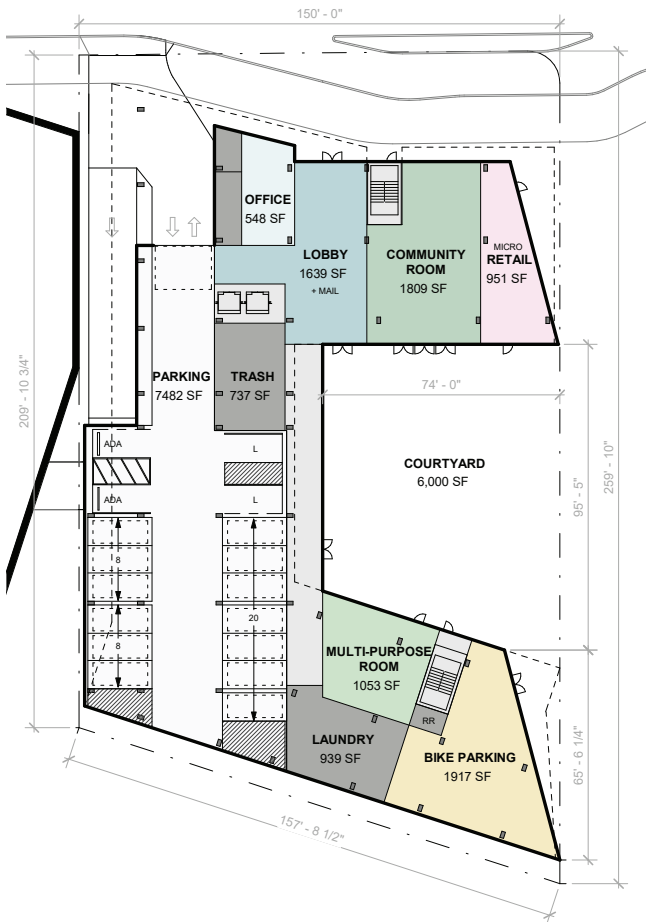 150' - 0"
OFFICE
548 SF
LOBBY
1639 SF
+ MAIL
COMMUNITY
ROOM
1809 SF
MICRO
RETAIL
951 SF
209' - 10 3/4"
PARKING
7482 SF
TRASH
737 SF
74' - 0"
COURTYARD
6,000 SF
95' - 5"
259' - 10"
ADA
L
ADA
L
8
8
20
MULTI-PURPOSE
ROOM
1053 SF
RR
LAUNDRY
939 SF
BIKE PARKING
1917 SF
65' - 6 1/4"
157' - 8 1/2"